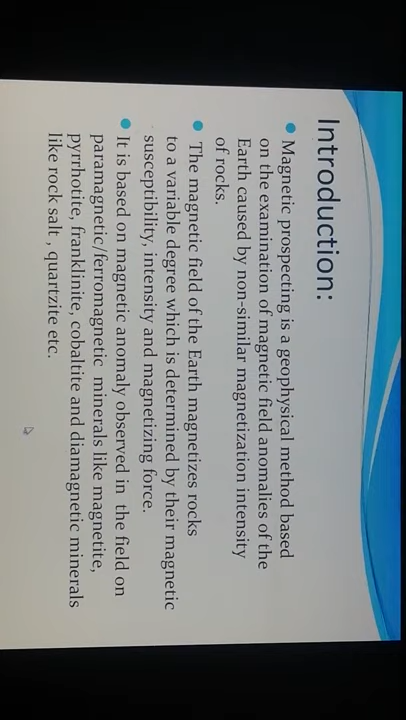 Introduction:
Magnetic prospecting is a geophysical method based
on the examination of magnetic field anomalies of the
Earth caused by non-similar magnetization intensity
of rocks.
The magnetic field of the Earth magnetizes rocks
to a variable degree which is determined by their magnetic
susceptibility, intensity and magnetizing force.
It is based on magnetic anomaly observed in the field on
paramagnetic/ferromagnetic minerals like magnetite,
pyrrhotite, franklinite, cobaltite and diamagnetic minerals
like rock salt , quartzite etc.